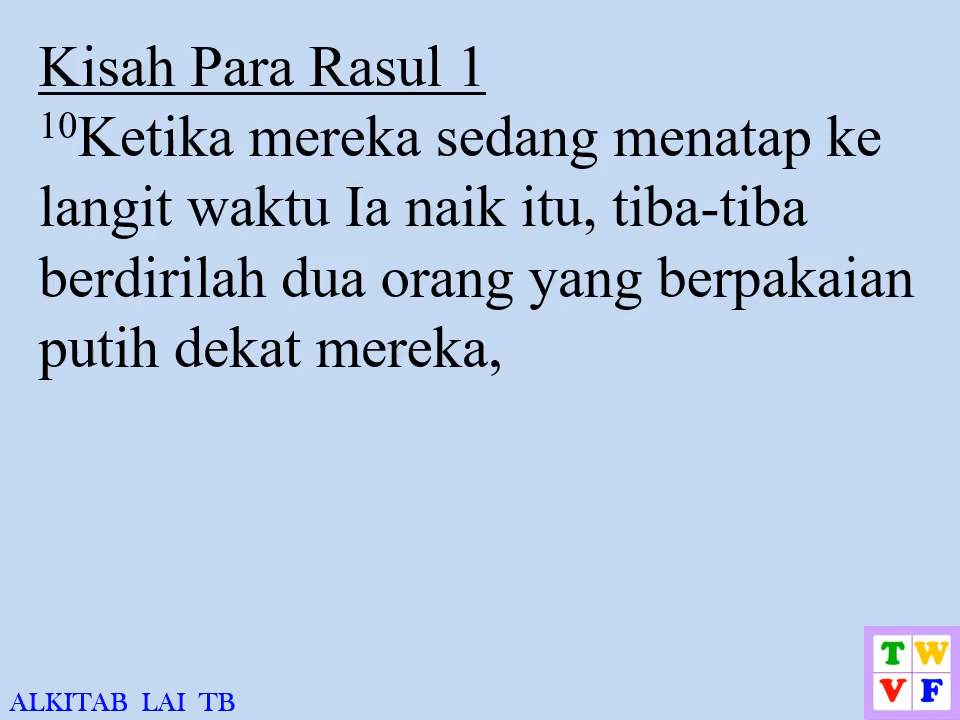 Kisah Para Rasul 1
10Ketika mereka sedang menatap ke
langit waktu Ia naik itu, tiba-tiba
berdirilah dua orang yang berpakaian
putih dekat mereka,
ALKITAB LAI TB
T W
V F